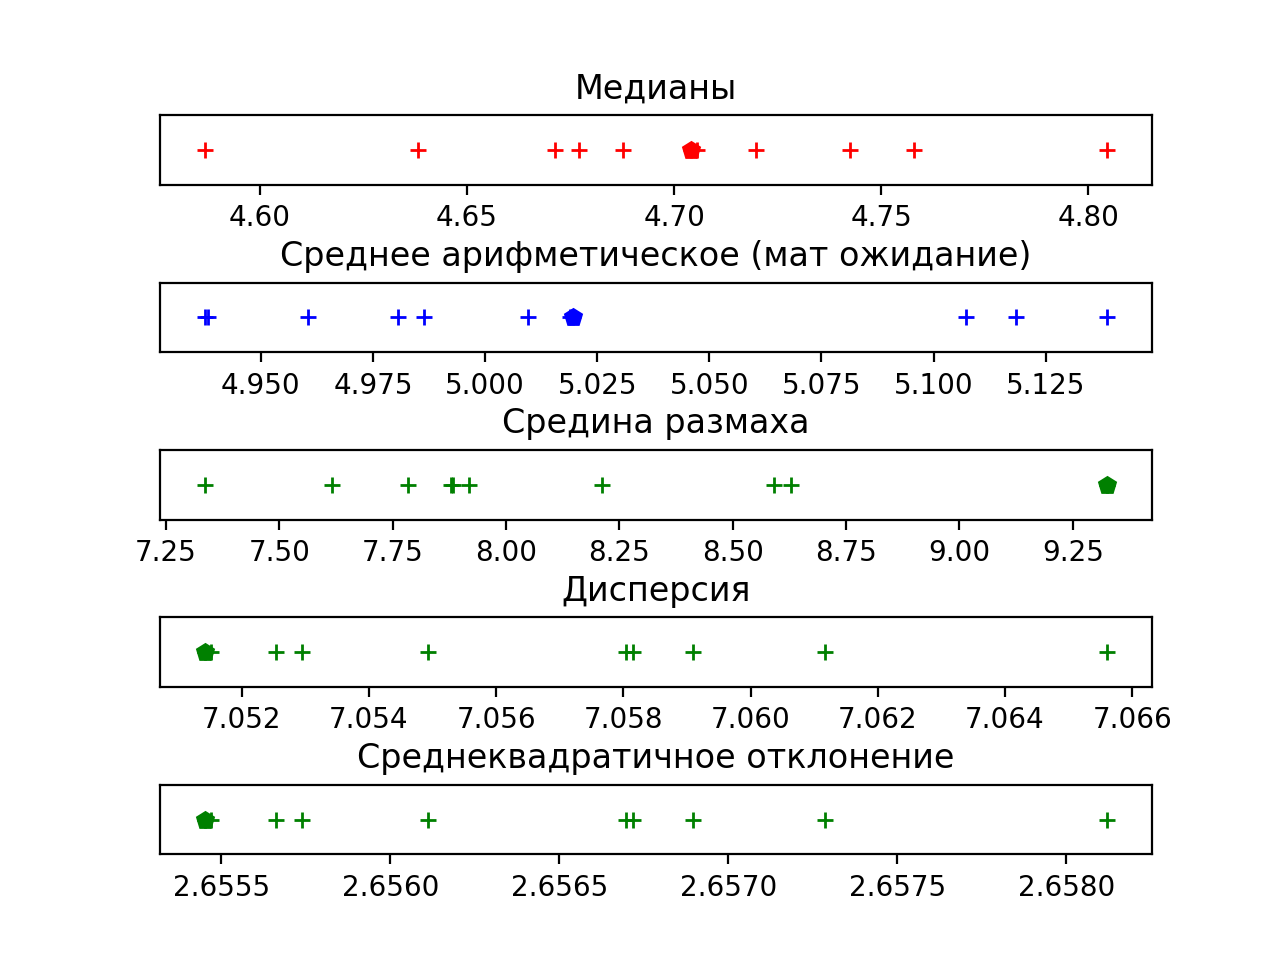 Медианы
4.60 4.65 4.70 4.75 4.80
Среднее арифметическое (мат ожидание)
4.950 4.975 5.000 5.025 5.050 5.075 5.100 5.125
Средина размаха
7.25 7.50 7.75 8.00 8.25 8.50 8.75 9.00 9.25
Дисперсия
7.052 7.054 7.056 7.058 7.060 7.062 7.064 7.066
Среднеквадратичное отклонение
2.6555 2.6560 2.6565 2.6570 2.6575 2.6580